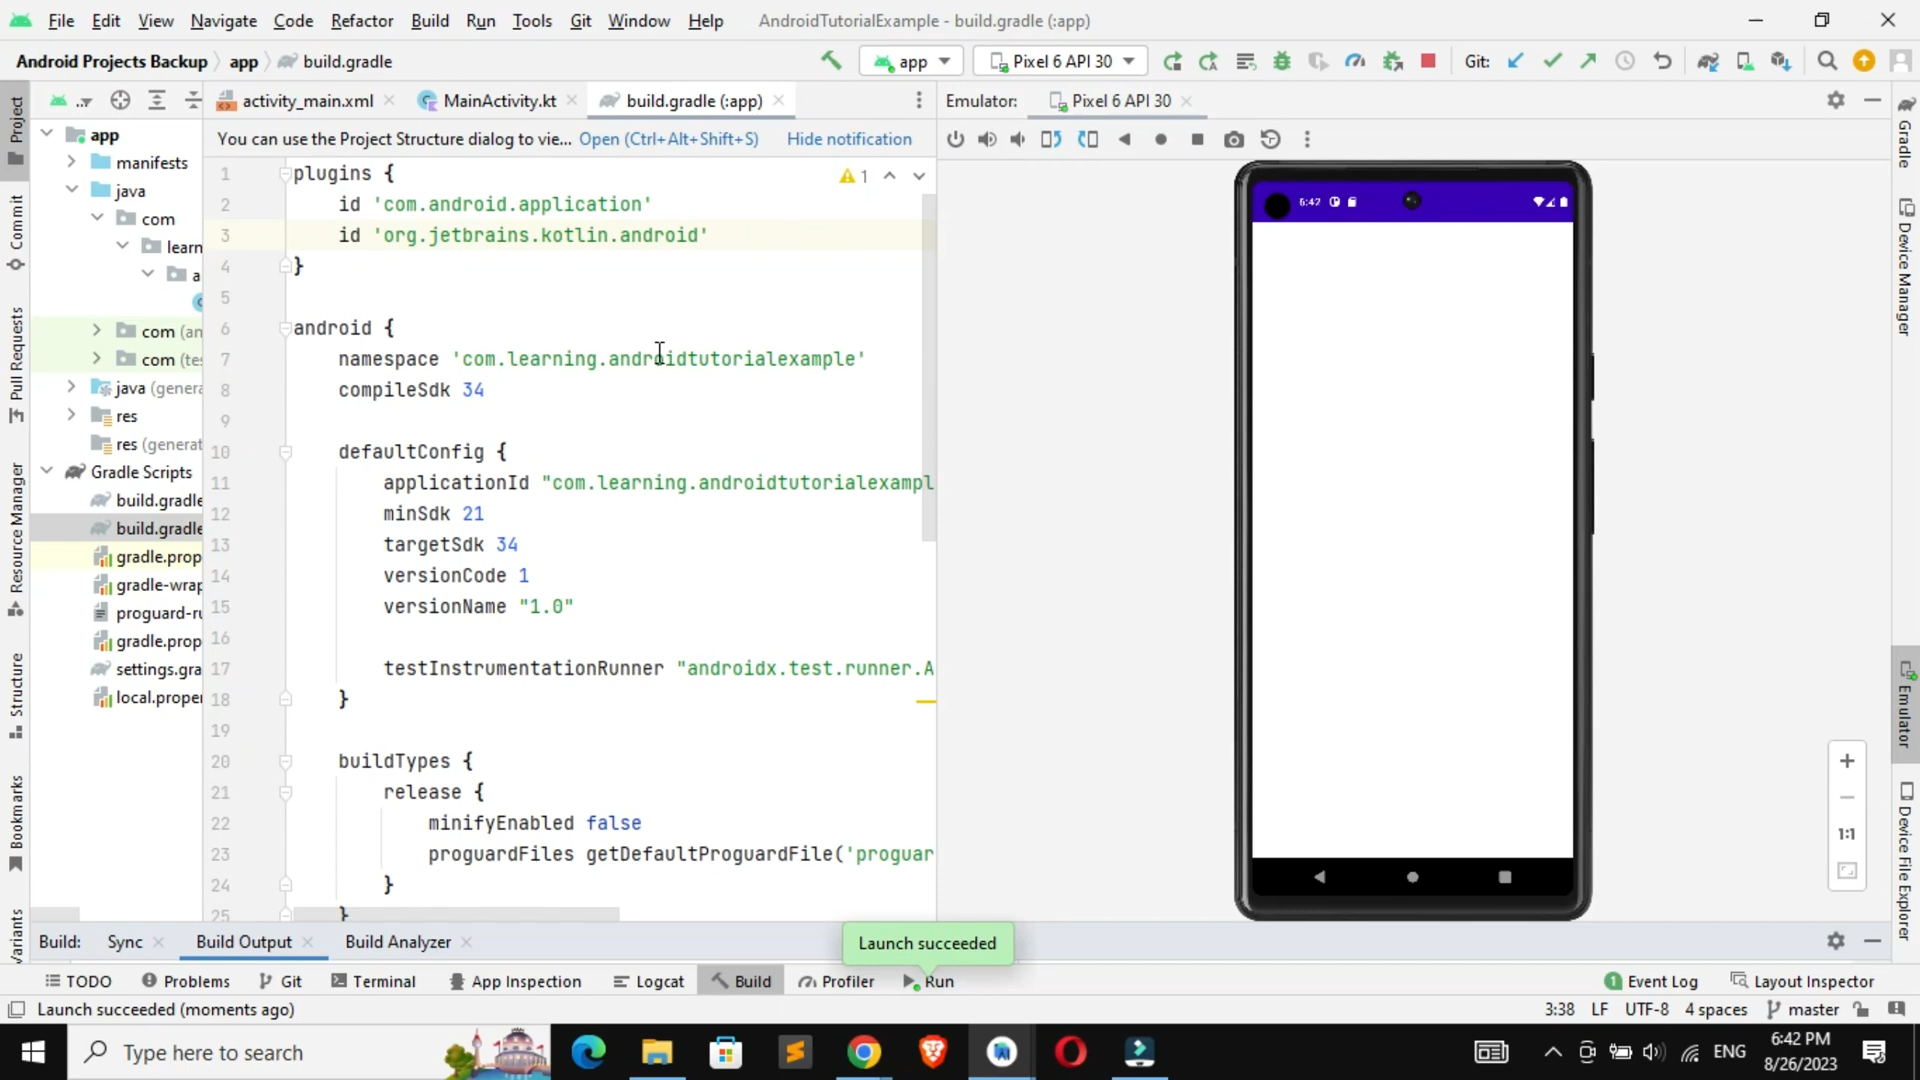 File Edit View Navigate Code Refactor Build Run Tools Git Window Help AndroidTutorialExample - build.gradle (:app)
Android Projects Backup app build.gradle app Pixel 6 API 30 Git:
activity_main.xml MainActivity.kt build.gradle (:app) Emulator: Pixel 6 API 30
You can use the Project Structure dialog to vie... Open (Ctrl+Alt+Shift+S) Hide notification
Project
Commit
Pull Requests
Resource Manager
Structure
Bookmarks
app
manifests
java
com
learn
a
com (an
com (tes
java (genera
res
res (generat
Gradle Scripts
build.gradle
build.gradle
gradle.prop
gradle-wrap
proguard-ru
gradle.prop
settings.gra
local.proper
1 plugins {
2 id 'com.android.application'
3 id 'org.jetbrains.kotlin.android'
4 }
5
6 android {
7 namespace 'com.learning.androidtutorialexample'
8 compileSdk 34
9
10 defaultConfig {
11 applicationId "com.learning.androidtutorialexampl
12 minSdk 21
13 targetSdk 34
14 versionCode 1
15 versionName "1.0"
16
17 testInstrumentationRunner "androidx.test.runner.A
18 }
19
20 buildTypes {
21 release {
22 minifyEnabled false
23 proguardFiles getDefaultProguardFile('proguar
24 }
25 }
1
6:42
1:1
Gradle
Device Manager
Emulator
Device File Explorer
Build: Sync Build Output Build Analyzer
Launch succeeded
TODO Problems Git Terminal App Inspection Logcat Build Profiler Run 1 Event Log Layout Inspector
Launch succeeded (moments ago) 3:38 LF UTF-8 4 spaces master
Type here to search ENG 6:42 PM
8/26/2023